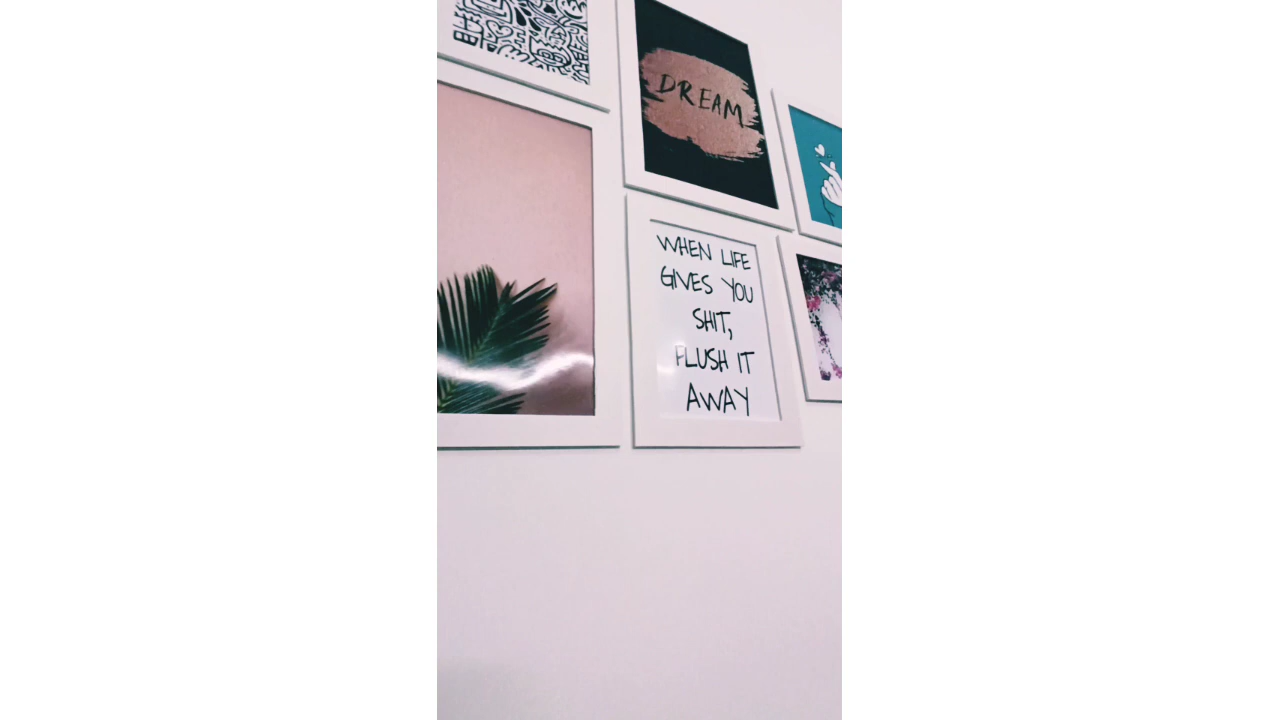 DREAM
WHEN LIFE
GIVES YOU
SHIT,
FLUSH IT
AWAY